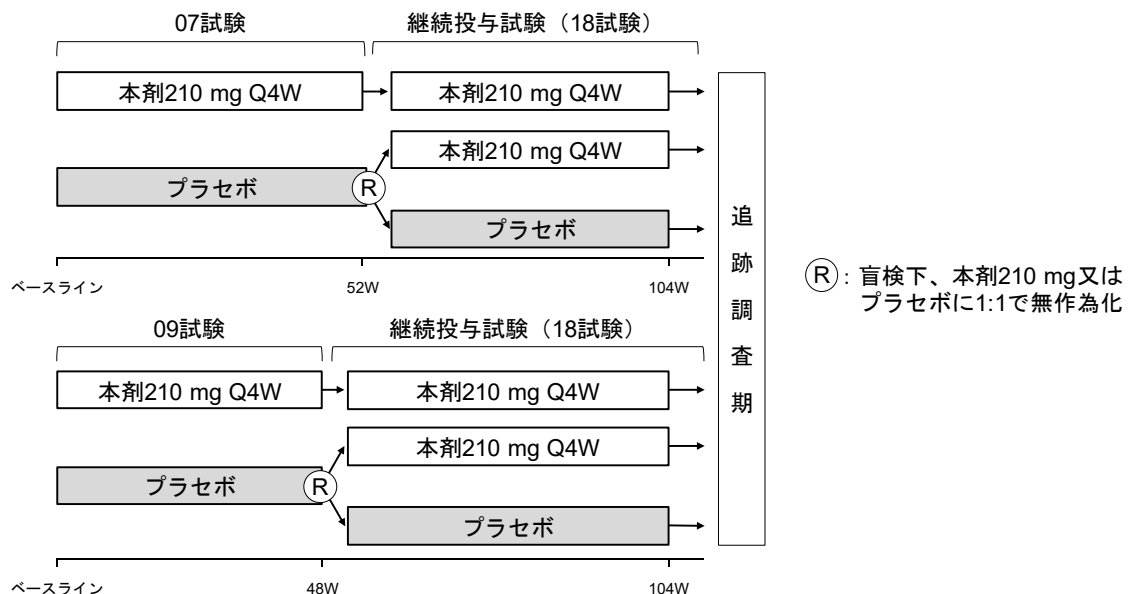 07試験
継続投与試験（18試験）
本剤210 mg Q4W
本剤210 mg Q4W
本剤210 mg Q4W
プラセボ
R
プラセボ
ベースライン
52W
104W
09試験
継続投与試験（18試験）
本剤210 mg Q4W
本剤210 mg Q4W
本剤210 mg Q4W
プラセボ
R
プラセボ
ベースライン
48W
104W
追跡調査期
R：盲検下、本剤210 mg又は
プラセボに1:1で無作為化